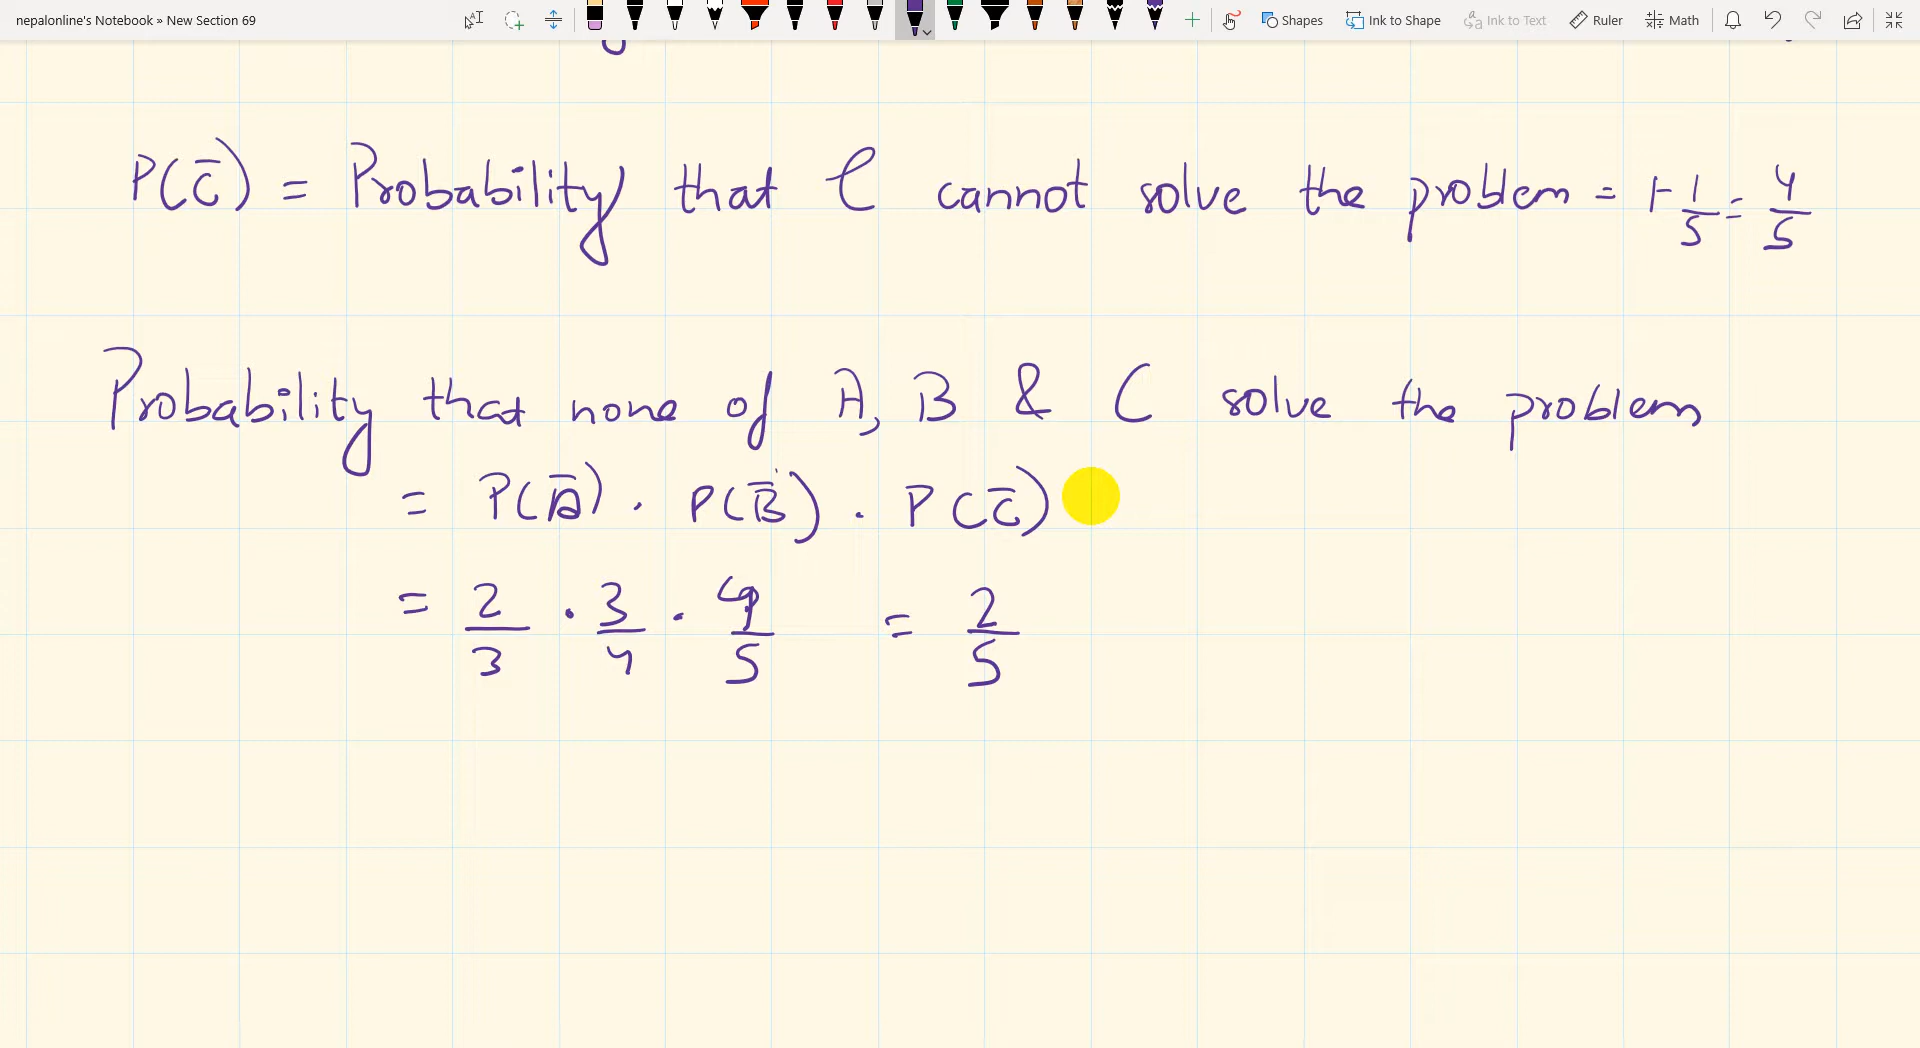 nepalonline's Notebook » New Section 69 Shapes Ink to Shape Ink to Text Ruler Math
P(C̄) = Probability that C cannot solve the problem = 1 - 1/5 = 4/5
Probability that none of A, B & C solve the problem
= P(Ā) . P(B̄) . P(C̄)
= 2/3 . 3/4 . 4/5 = 2/5